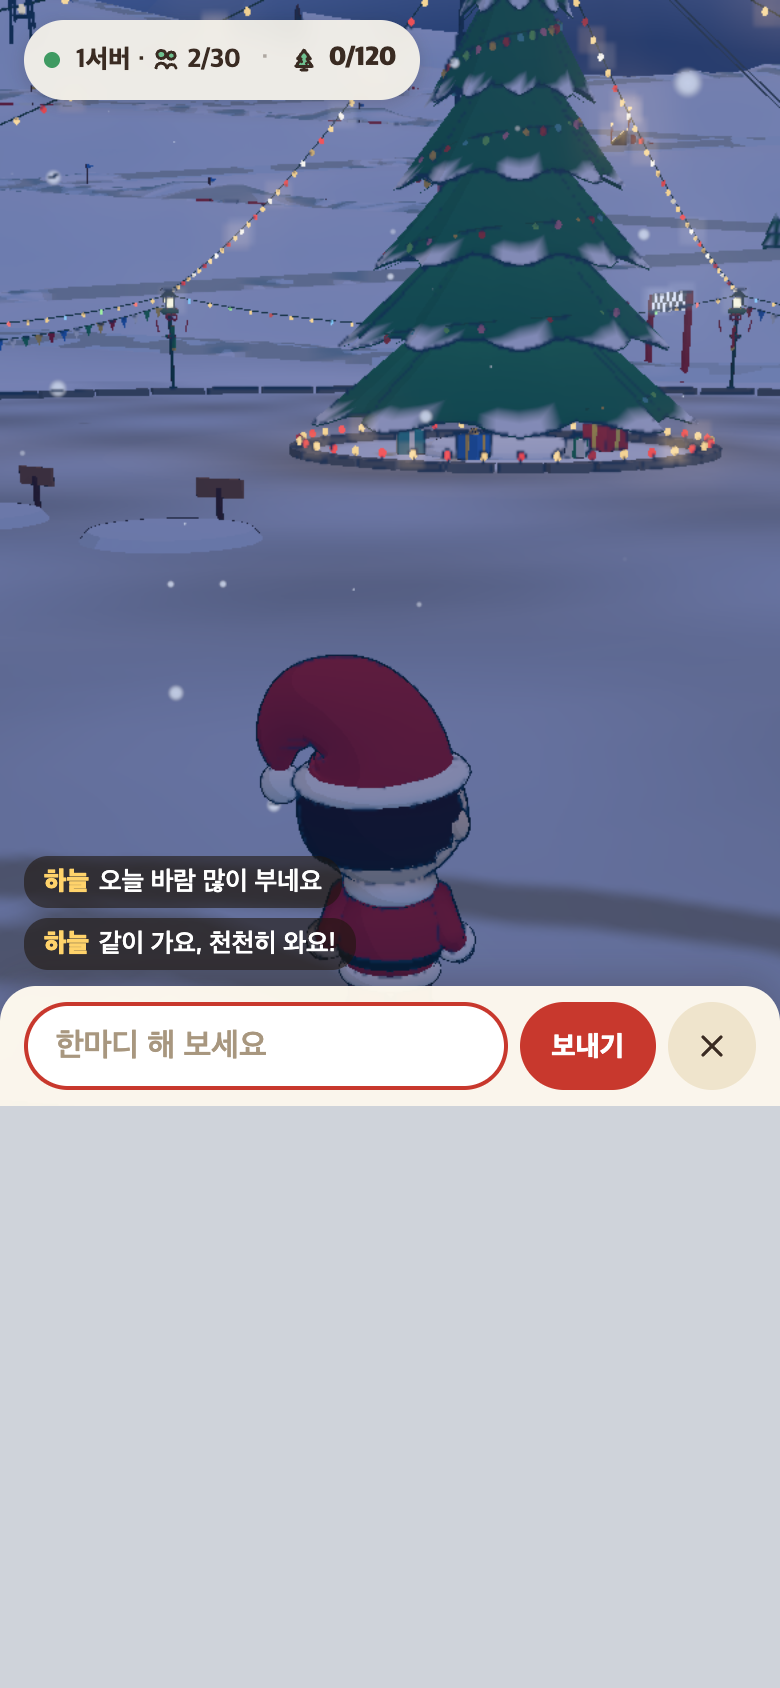 1서버 · 2/30 · 0/120
하늘 오늘 바람 많이 부네요
하늘 같이 가요, 천천히 와요!
한마디 해 보세요
보내기